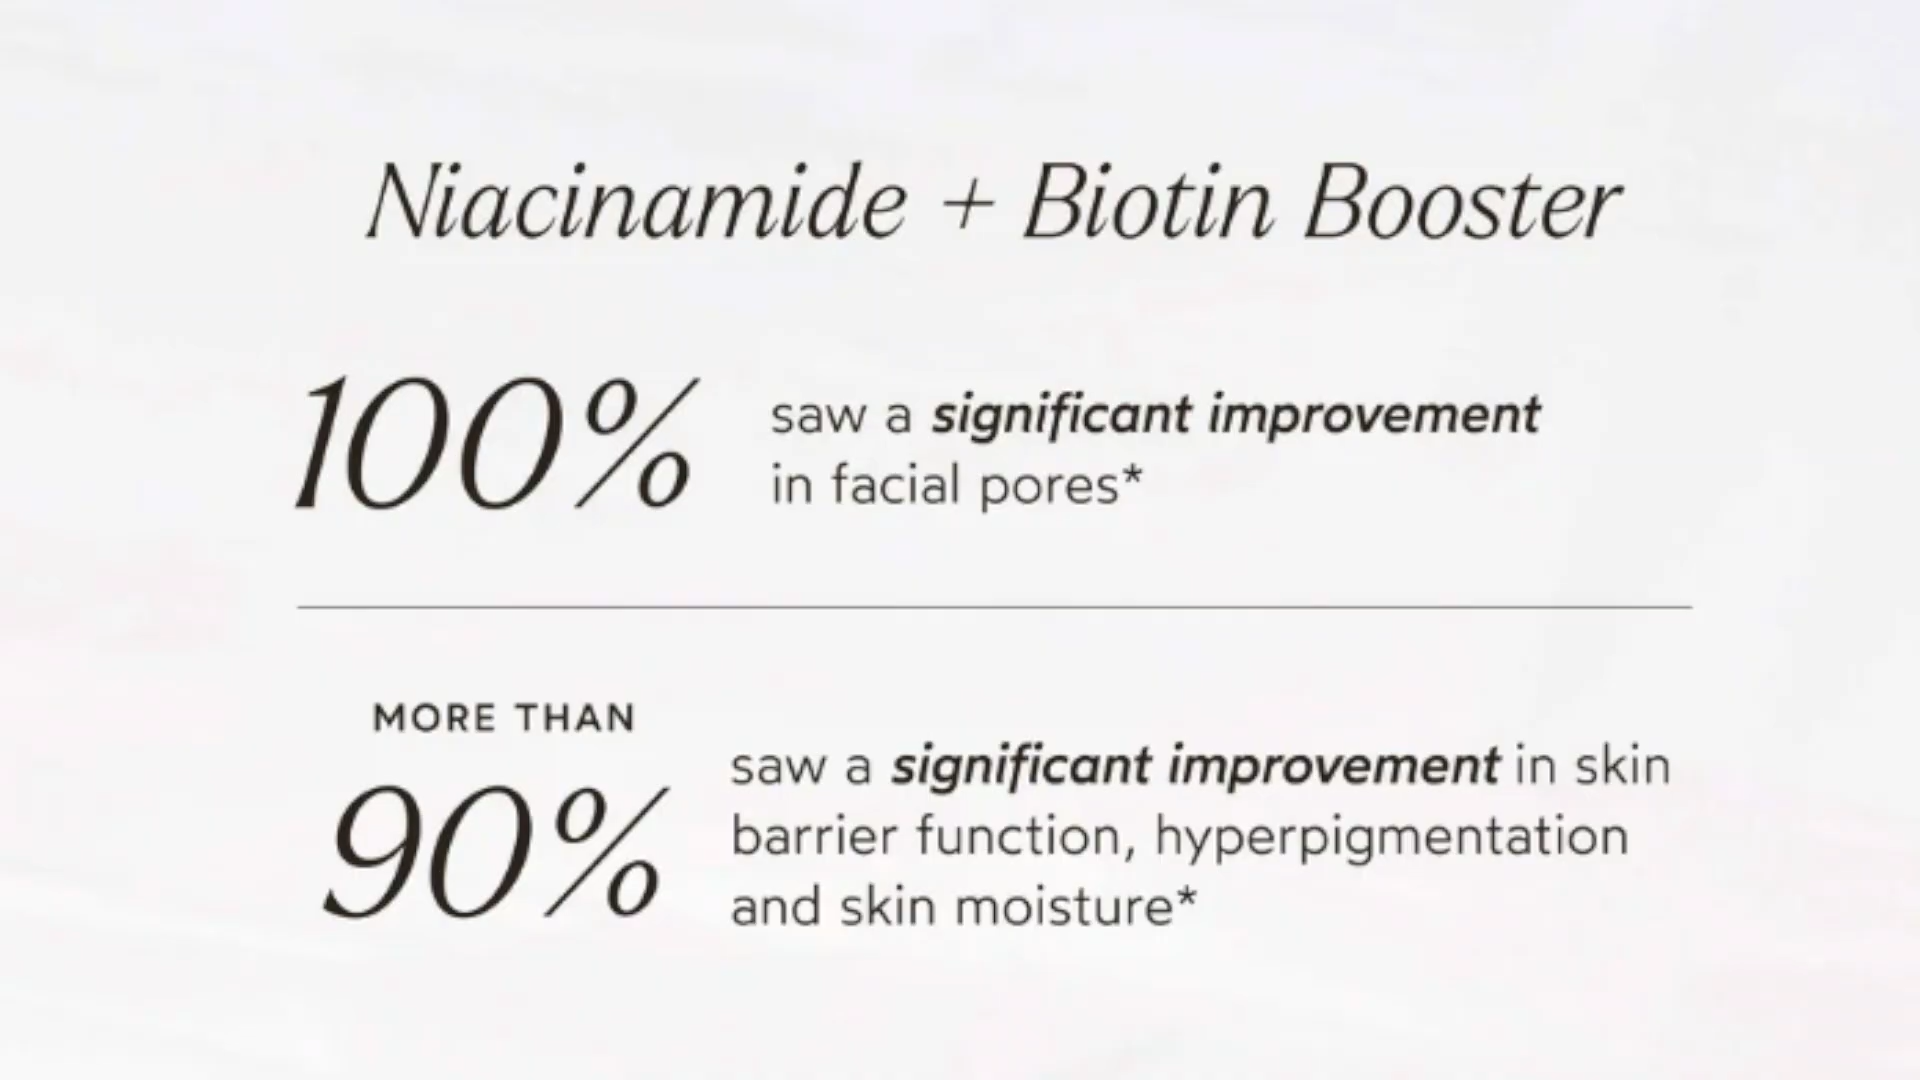 Niacinamide + Biotin Booster
100%
saw a significant improvement
in facial pores*
MORE THAN
90%
saw a significant improvement in skin
barrier function, hyperpigmentation
and skin moisture*